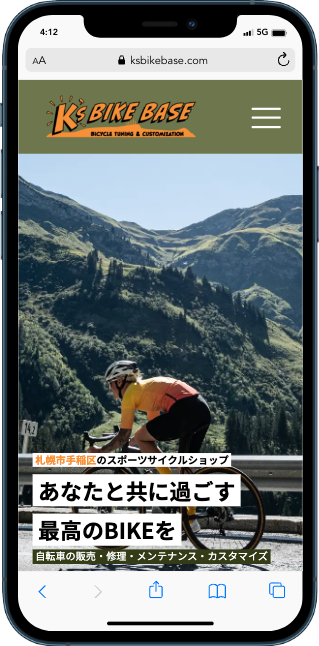 4:12
5G
AA
ksbikebase.com
K's BIKE BASE
BICYCLE TUNING & CUSTOMIZATION
14.2
札幌市手稲区のスポーツサイクルショップ
あなたと共に過ごす
最高のBIKEを
自転車の販売・修理・メンテナンス・カスタマイズ